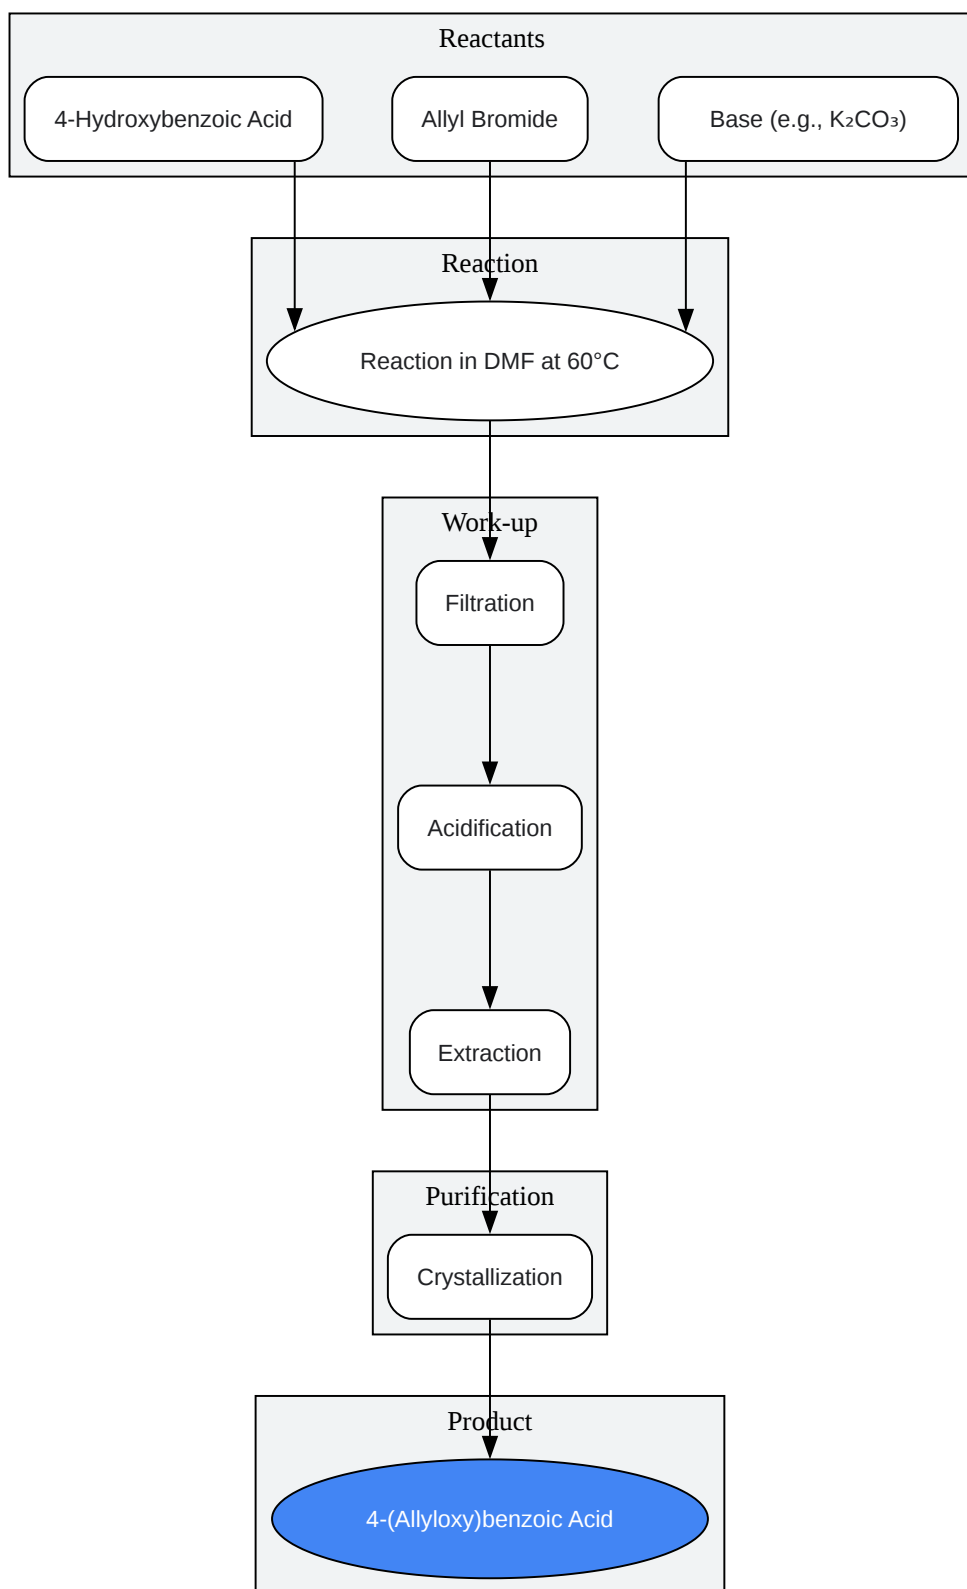 Reactants
4-Hydroxybenzoic Acid
Allyl Bromide
Base (e.g., K₂CO₃)
Reaction
Reaction in DMF at 60°C
Work-up
Filtration
Acidification
Extraction
Purification
Crystallization
Product
4-(Allyloxy)benzoic Acid